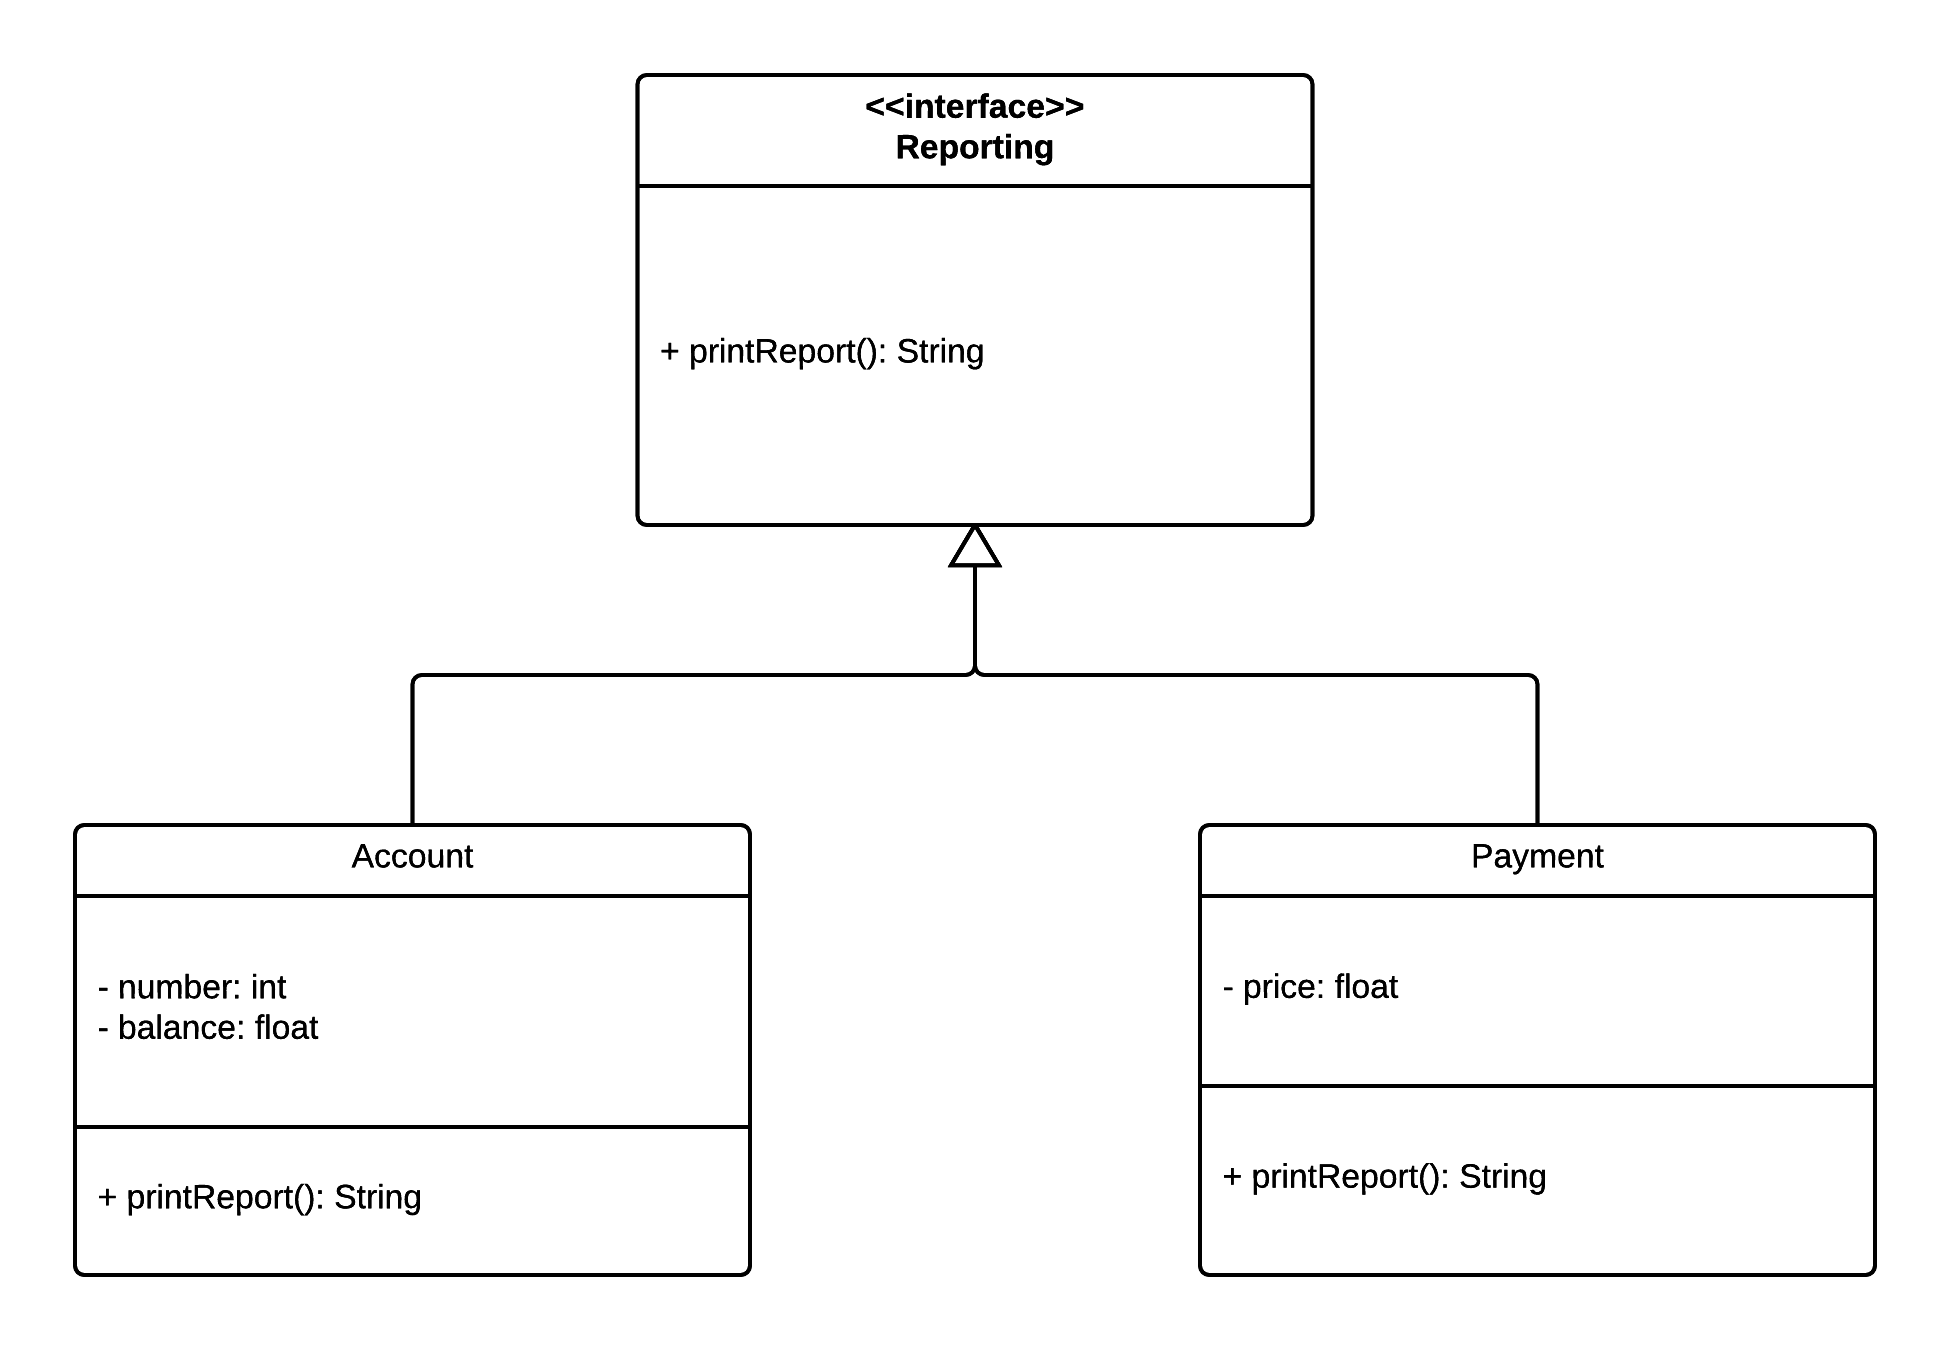 <<interface>>
Reporting
+ printReport(): String
Account
- number: int
- balance: float
+ printReport(): String
Payment
- price: float
+ printReport(): String